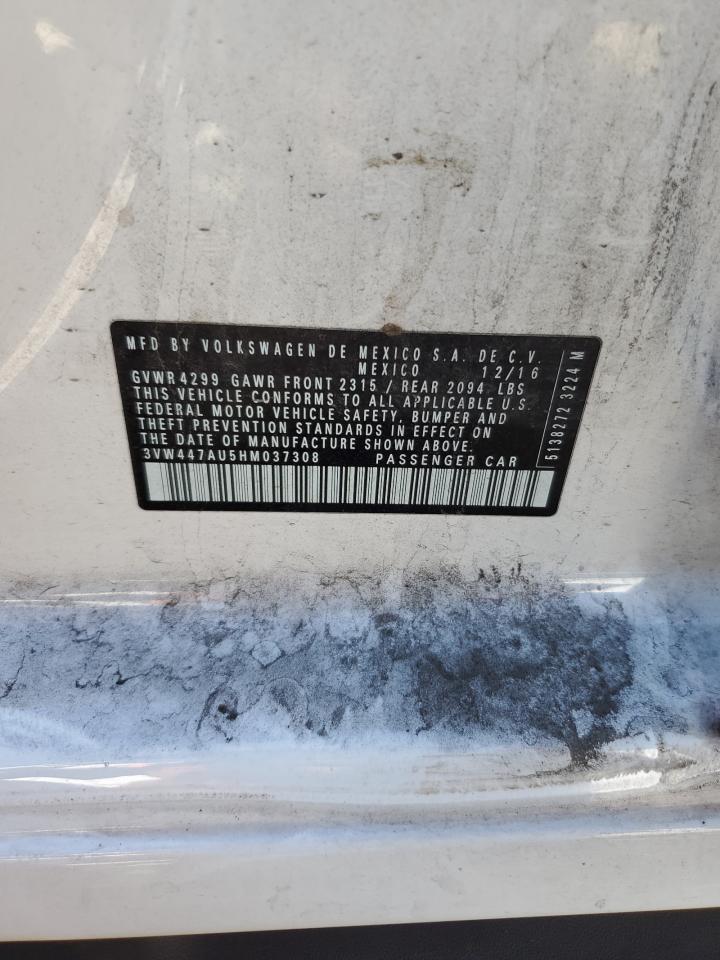 MFD BY VOLKSWAGEN DE MEXICO S.A. DE C.V.
MEXICO 12/16
GVWR 4299 GAWR FRONT 2315 / REAR 2094 LBS
THIS VEHICLE CONFORMS TO ALL APPLICABLE U.S.
FEDERAL MOTOR VEHICLE SAFETY, BUMPER AND
THEFT PREVENTION STANDARDS IN EFFECT ON
THE DATE OF MANUFACTURE SHOWN ABOVE.
3VW447AU5HM037308 PASSENGER CAR
5138272 3224 M